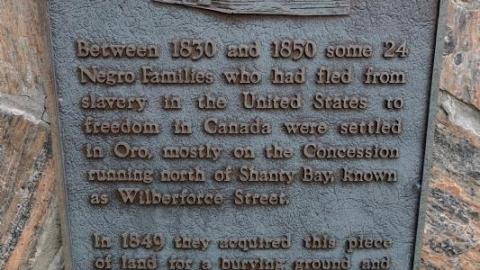 Between 1830 and 1850 some 24
Negro Families who had fled from
slavery in the United States to
freedom in Canada were settled
in Oro, mostly on the Concession
running north of Shanty Bay, known
as Wilberforce Street.
In 1849 they acquired this piece
of land for a burying ground and